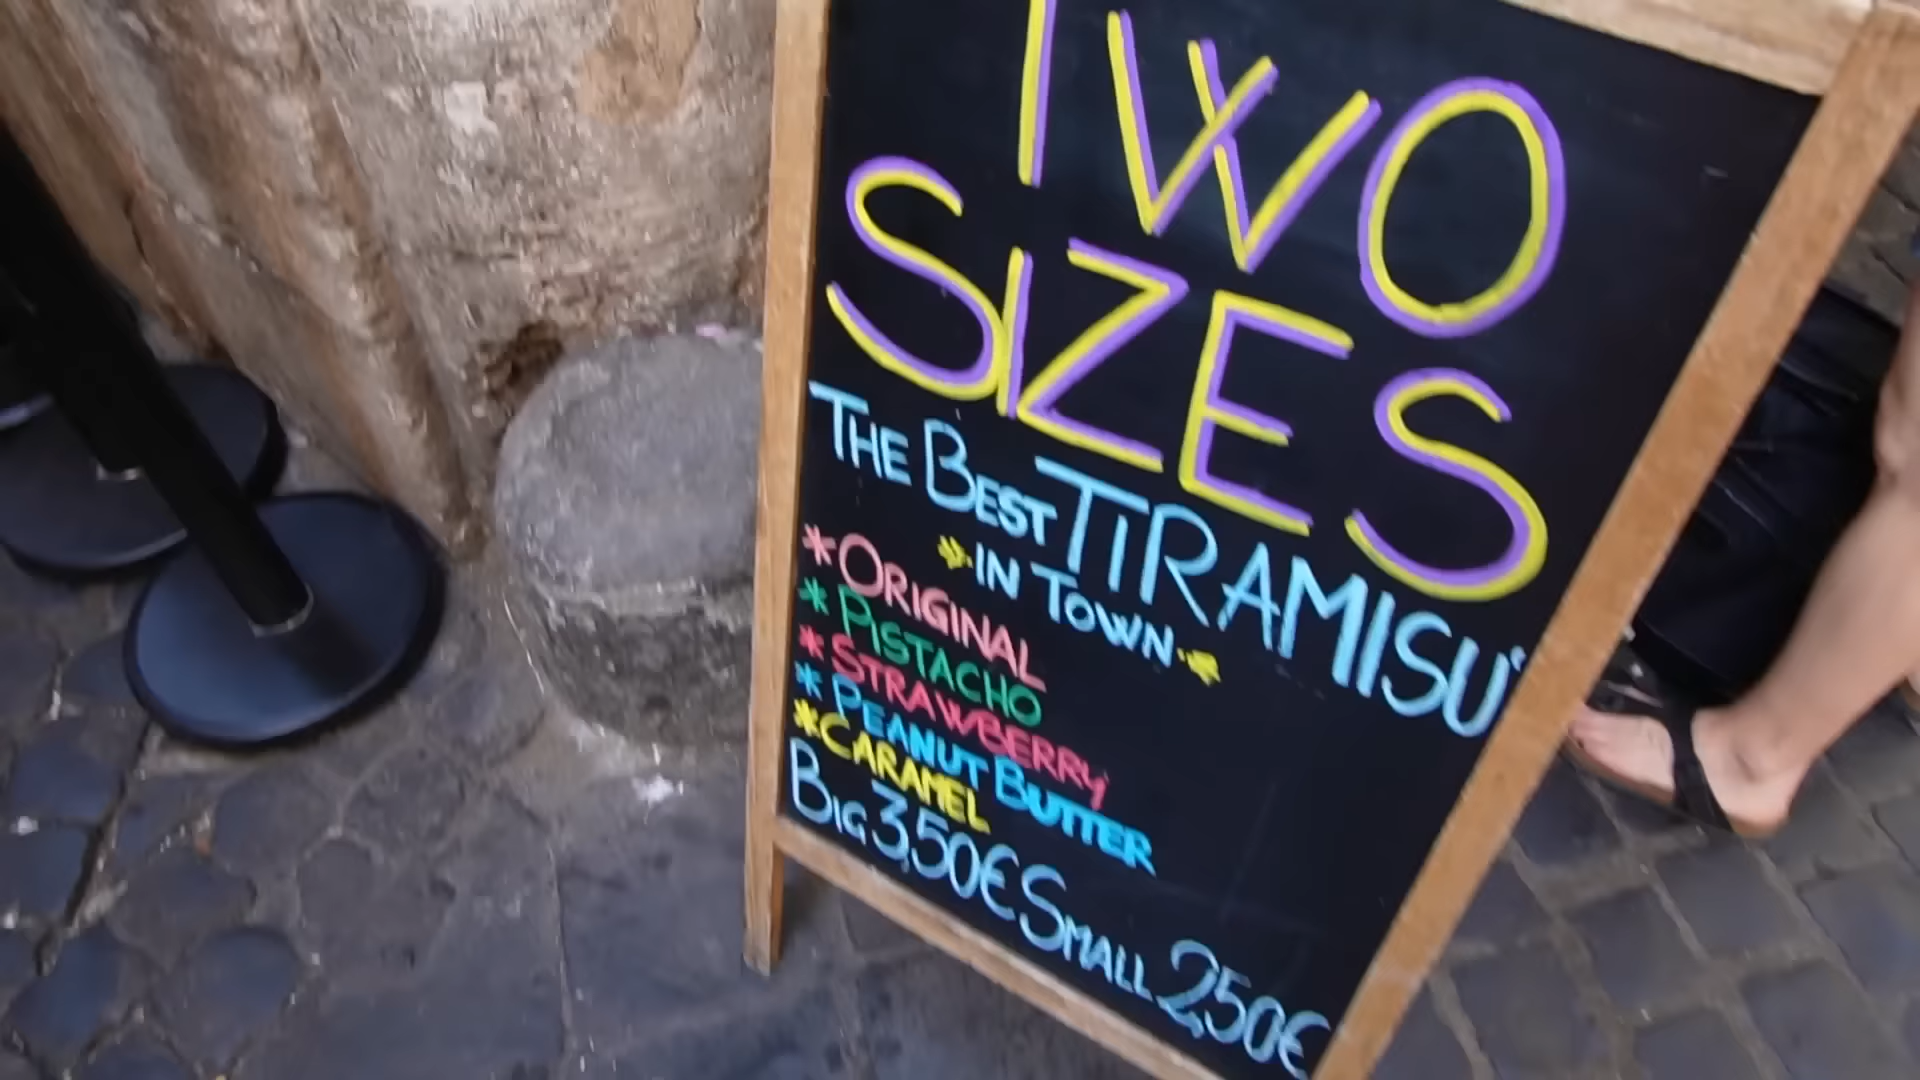 TWO
SIZES
THE BEST TIRAMISU'
IN TOWN
*ORIGINAL
*PISTACHO
*STRAWBERRY
*PEANUT BUTTER
*CARAMEL
BIG 3,50€ SMALL 2,50€